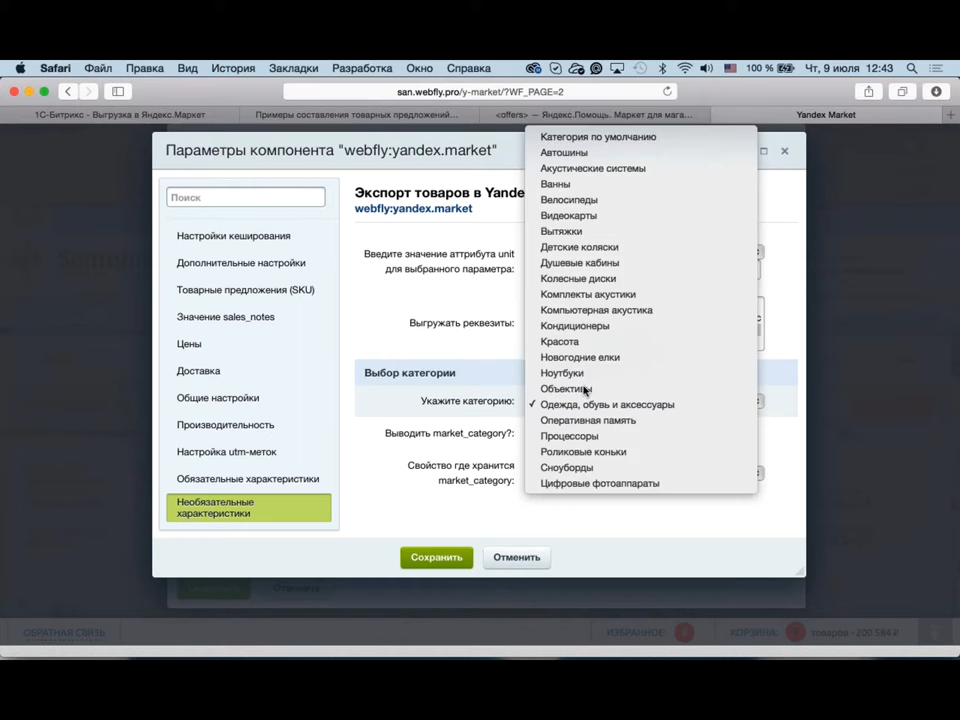 Safari Файл Правка Вид История Закладки Разработка Окно Справка 100 % Чт, 9 июля 12:43
san.webfly.pro/y-market/?WF_PAGE=2
1С-Битрикс - Выгрузка в Яндекс.Маркет
Примеры составления товарных предложений...
<offers> — Яндекс.Помощь. Маркет для мага...
Yandex Market
Параметры компонента "webfly:yandex.market"
Поиск
Настройки кеширования
Дополнительные настройки
Товарные предложения (SKU)
Значение sales_notes
Цены
Доставка
Общие настройки
Производительность
Настройка utm-меток
Обязательные характеристики
Необязательные
характеристики
Экспорт товаров в Yande
webfly:yandex.market
Введите значение аттрибута unit
для выбранного параметра:
Выгружать реквезиты:
Выбор категории
Укажите категорию:
Выводить market_category?:
Свойство где хранится
market_category:
Категория по умолчанию
Автошины
Акустические системы
Ванны
Велосипеды
Видеокарты
Вытяжки
Детские коляски
Душевые кабины
Колесные диски
Комплекты акустики
Компьютерная акустика
Кондиционеры
Красота
Новогодние елки
Ноутбуки
Объективы
✓ Одежда, обувь и аксессуары
Оперативная память
Процессоры
Роликовые коньки
Сноуборды
Цифровые фотоаппараты
Сохранить
Отменить
Отменить
ОБРАТНАЯ СВЯЗЬ
ИЗБРАННОЕ:
КОРЗИНА: товаров - 200 584 ₽